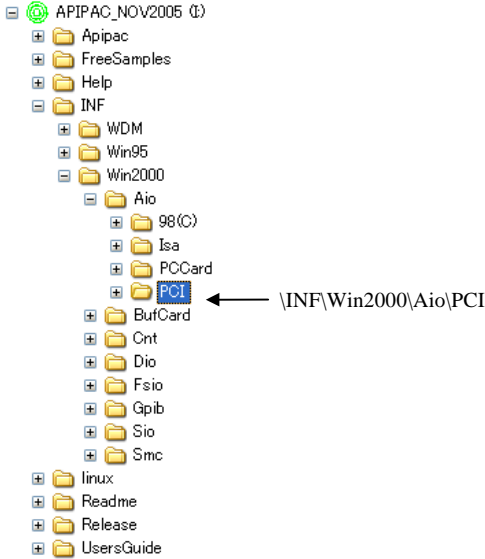 APIPAC_NOV2005 (I:)
Apipac
FreeSamples
Help
INF
WDM
Win95
Win2000
Aio
98(C)
Isa
PCCard
PCI
\INF\Win2000\Aio\PCI
BufCard
Cnt
Dio
Fsio
Gpib
Sio
Smc
linux
Readme
Release
UsersGuide